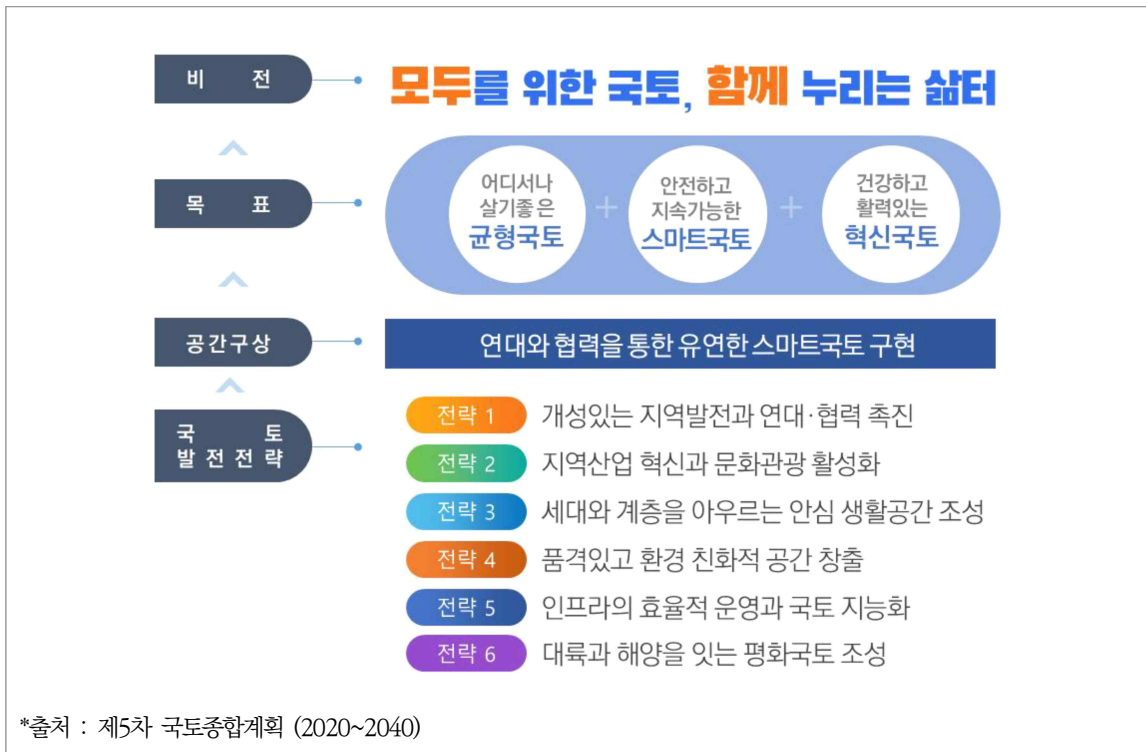 비 전
모두를 위한 국토, 함께 누리는 삶터
목 표
어디서나
살기좋은
균형국토
+
안전하고
지속가능한
스마트국토
+
건강하고
활력있는
혁신국토
공간구상
연대와 협력을 통한 유연한 스마트국토 구현
국 토
발전전략
전략 1 개성있는 지역발전과 연대·협력 촉진
전략 2 지역산업 혁신과 문화관광 활성화
전략 3 세대와 계층을 아우르는 안심 생활공간 조성
전략 4 품격있고 환경 친화적 공간 창출
전략 5 인프라의 효율적 운영과 국토 지능화
전략 6 대륙과 해양을 잇는 평화국토 조성
*출처 : 제5차 국토종합계획 (2020~2040)